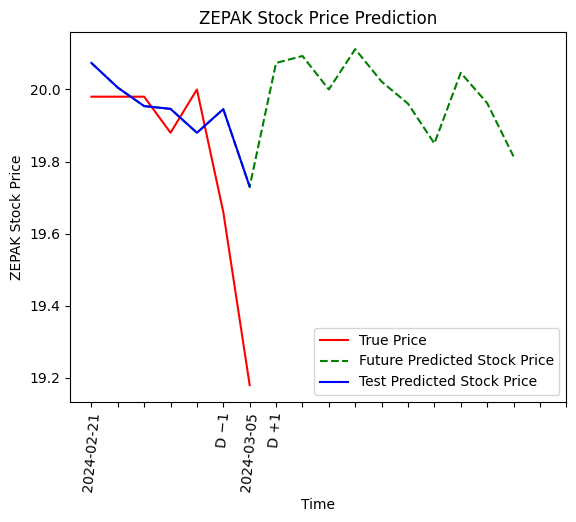 ZEPAK Stock Price Prediction
ZEPAK Stock Price
20.0
19.8
19.6
19.4
19.2
True Price
Future Predicted Stock Price
Test Predicted Stock Price
2024-02-21
D −1
2024-03-05
D +1
Time